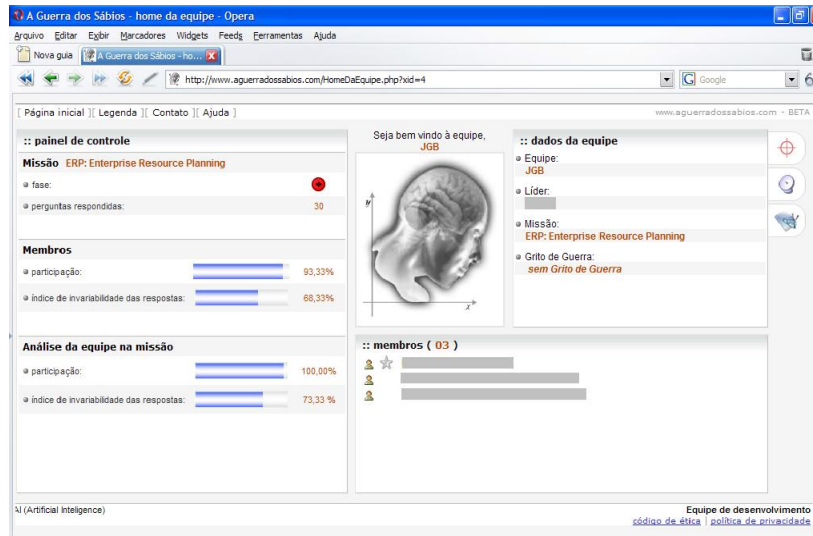 A Guerra dos Sábios - home da equipe - Opera
Arquivo Editar Exibir Marcadores Widgets Feeds Ferramentas Ajuda
Nova guia A Guerra dos Sábios - ho...
http://www.aguerradossabios.com/HomeDaEquipe.php?xid=4
G Google
[ Página inicial ][ Legenda ][ Contato ][ Ajuda ]
www.aguerradossabios.com - BETA
:: painel de controle
Missão ERP: Enterprise Resource Planning
fase:
perguntas respondidas: 30
Membros
participação: 93,33%
índice de invariabilidade das respostas: 68,33%
Análise da equipe na missão
participação: 100,00%
índice de invariabilidade das respostas: 73,33 %
Seja bem vindo à equipe,
JGB
y
x
:: dados da equipe
Equipe:
JGB
Líder:
Missão:
ERP: Enterprise Resource Planning
Grito de Guerra:
sem Grito de Guerra
:: membros ( 03 )
AI (Artificial Inteligence)
Equipe de desenvolvimento
código de ética | política de privacidade